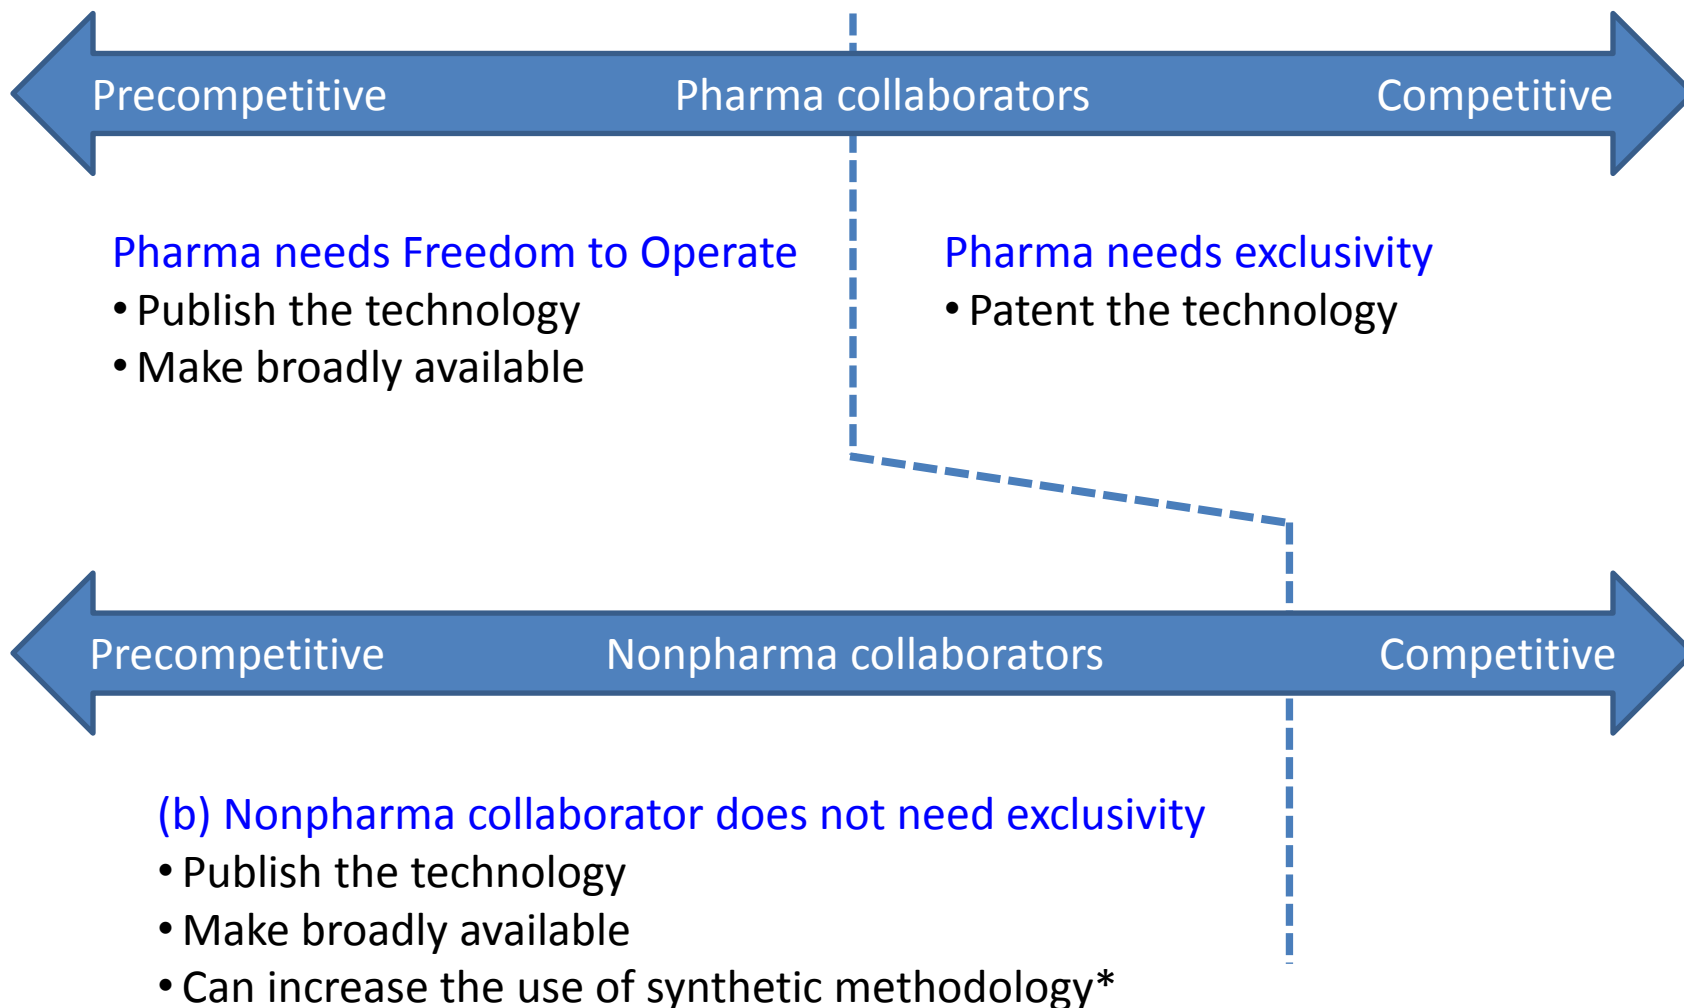 Precompetitive Pharma collaborators Competitive
Pharma needs Freedom to Operate
• Publish the technology
• Make broadly available
Pharma needs exclusivity
• Patent the technology
Precompetitive Nonpharma collaborators Competitive
(b) Nonpharma collaborator does not need exclusivity
• Publish the technology
• Make broadly available
• Can increase the use of synthetic methodology*